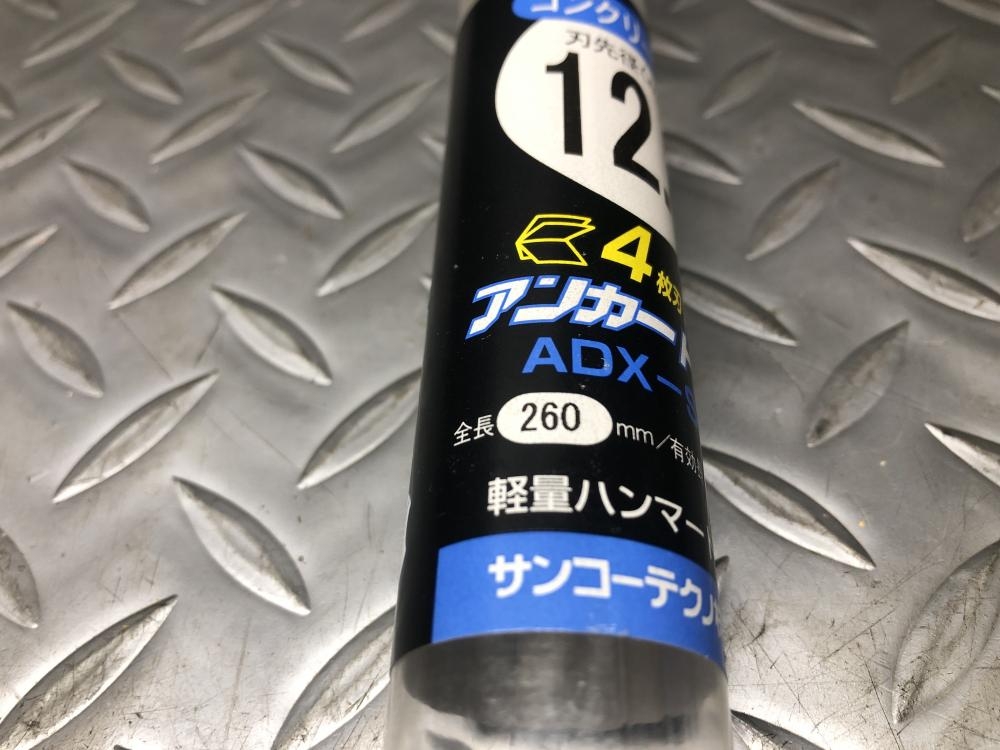 コンクリ
刃先径
12.
4枚刃
アンカー
ADX-S
全長 260 mm/有効
軽量ハンマー
サンコーテクノ